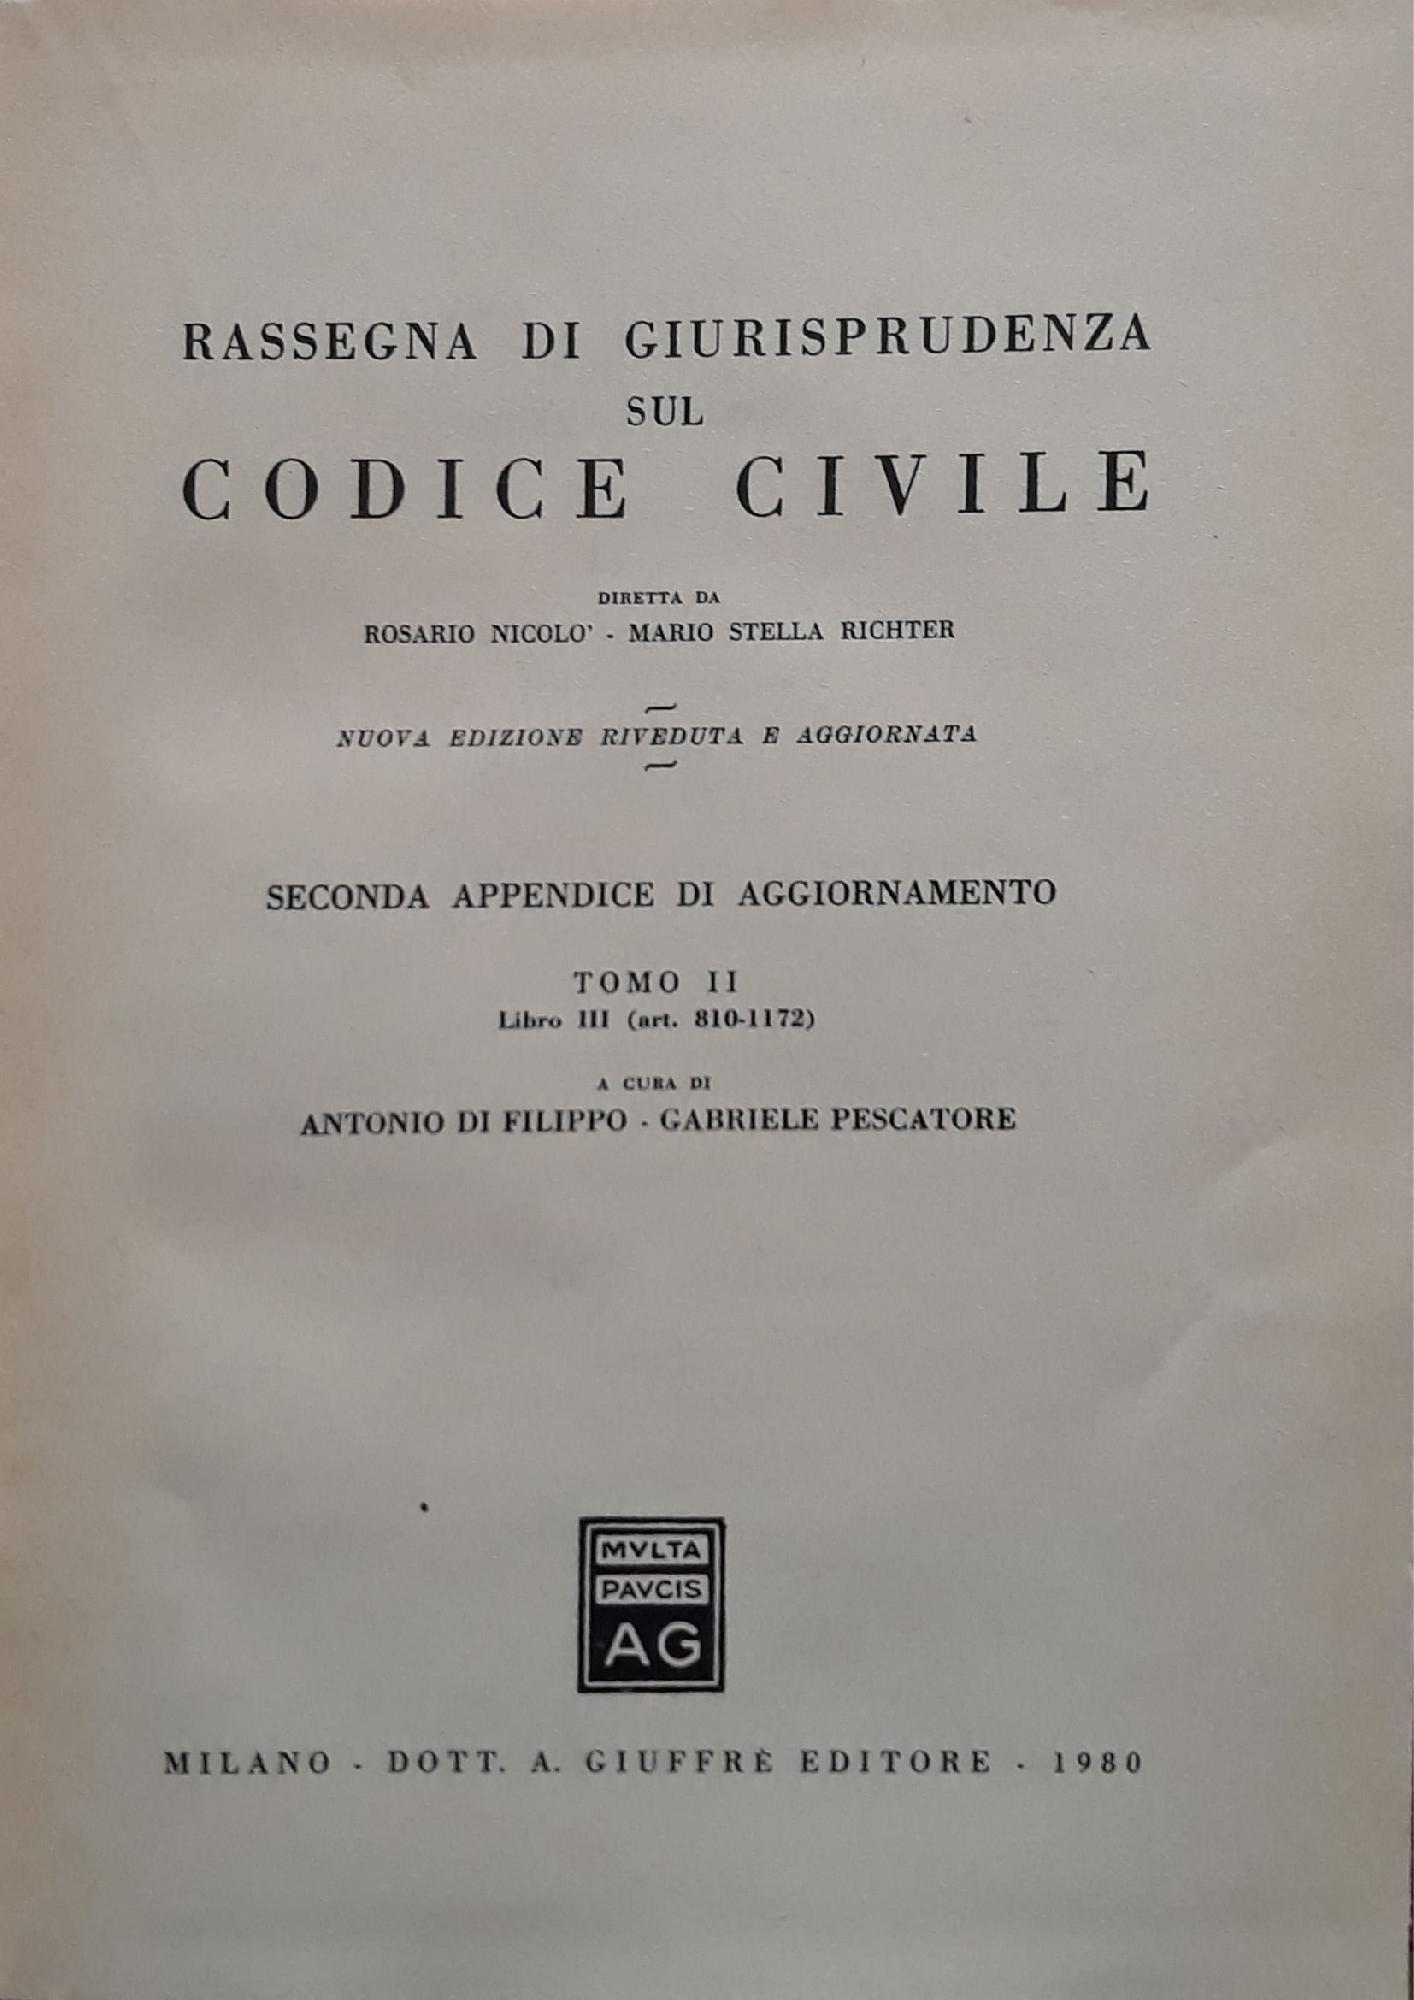 RASSEGNA DI GIURISPRUDENZA
SUL
CODICE CIVILE
DIRETTA DA
ROSARIO NICOLO' - MARIO STELLA RICHTER
NUOVA EDIZIONE RIVEDUTA E AGGIORNATA
SECONDA APPENDICE DI AGGIORNAMENTO
TOMO II
Libro III (art. 810-1172)
A CURA DI
ANTONIO DI FILIPPO - GABRIELE PESCATORE
MVLTA
PAVCIS
AG
MILANO - DOTT. A. GIUFFRÈ EDITORE - 1980